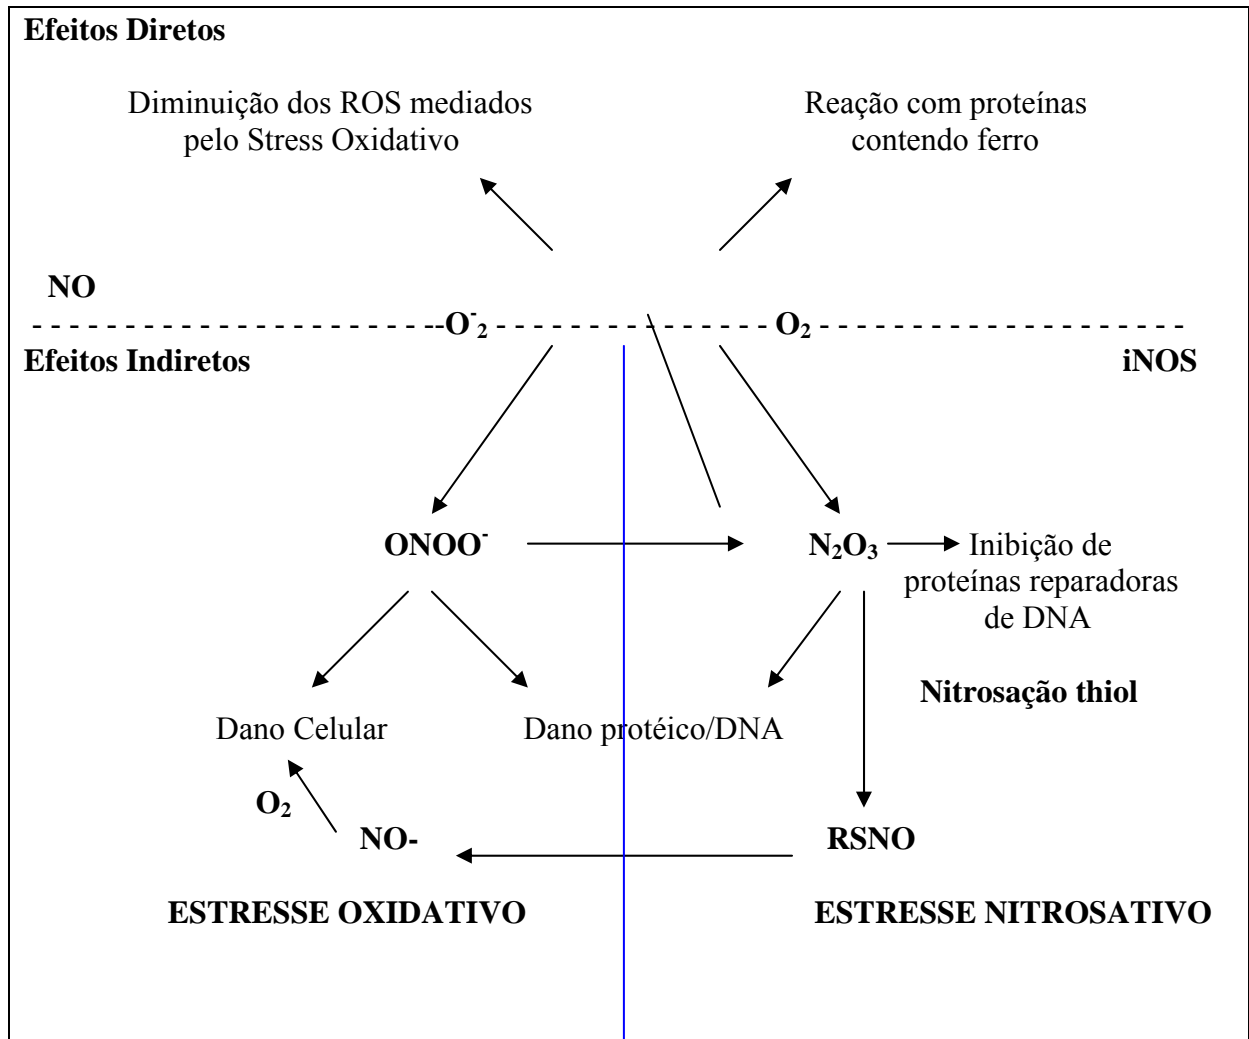 Efeitos Diretos
Diminuição dos ROS mediados
pelo Stress Oxidativo
Reação com proteínas
contendo ferro
NO
- - - - - - - - - - - - - - - - - - - - - - --O⁻₂ - - - - - - - - - - - - - - - O₂ - - - - - - - - - - - - - - - - - - - -
Efeitos Indiretos
iNOS
ONOO⁻
N₂O₃
Inibição de
proteínas reparadoras
de DNA
Nitrosação thiol
Dano Celular
Dano protéico/DNA
O₂
NO-
RSNO
ESTRESSE OXIDATIVO
ESTRESSE NITROSATIVO